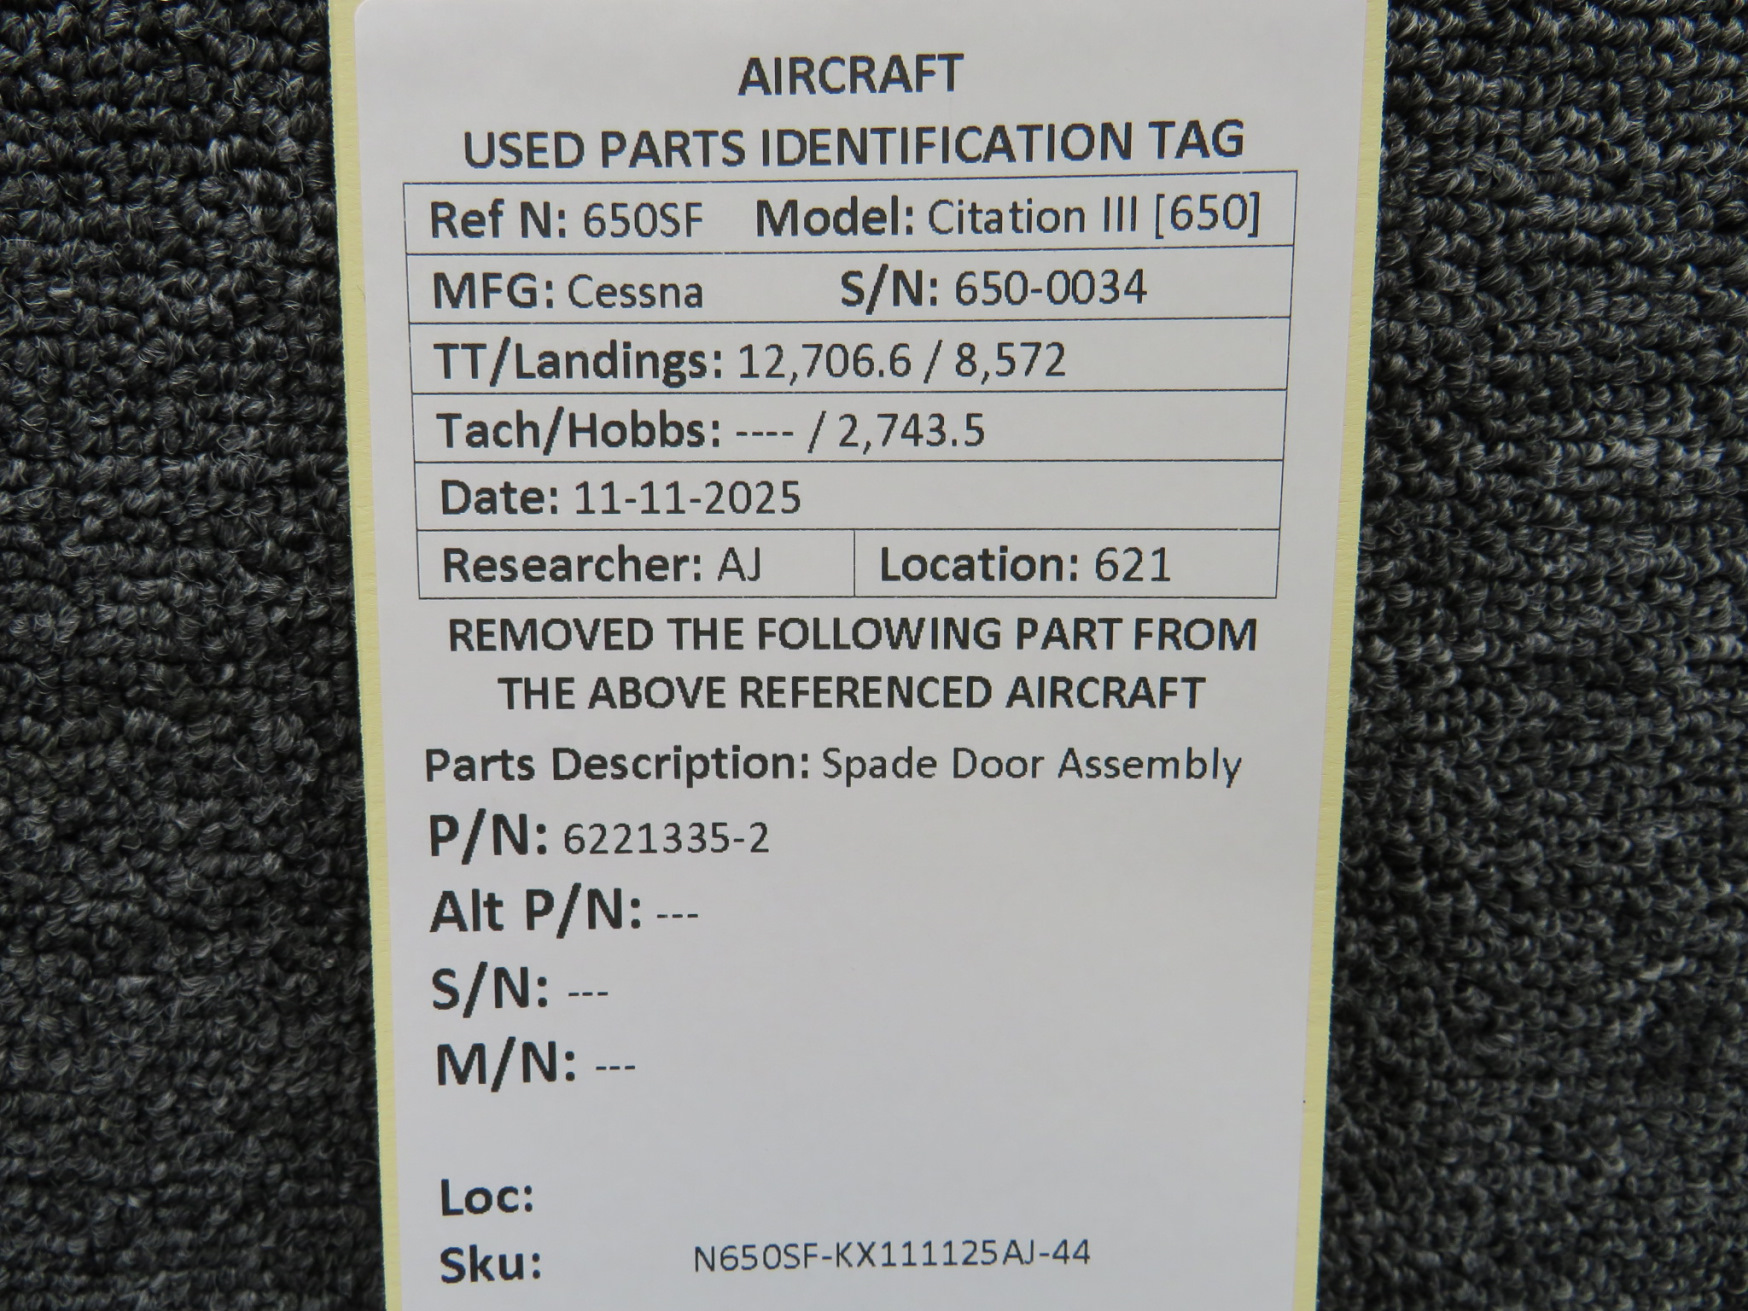 AIRCRAFT
USED PARTS IDENTIFICATION TAG
Ref N: 650SF Model: Citation III [650]
MFG: Cessna S/N: 650-0034
TT/Landings: 12,706.6 / 8,572
Tach/Hobbs: ---- / 2,743.5
Date: 11-11-2025
Researcher: AJ Location: 621
REMOVED THE FOLLOWING PART FROM
THE ABOVE REFERENCED AIRCRAFT
Parts Description: Spade Door Assembly
P/N: 6221335-2
Alt P/N: ---
S/N: ---
M/N: ---
Loc:
Sku: N650SF-KX111125AJ-44